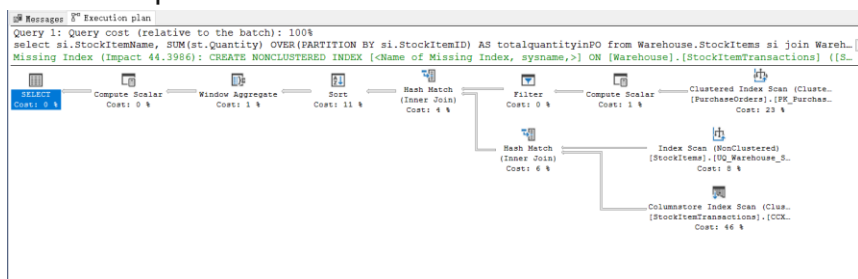 Messages Execution plan
Query 1: Query cost (relative to the batch): 100%
select si.StockItemName, SUM(st.Quantity) OVER(PARTITION BY si.StockItemID) AS totalquantityinPO from Warehouse.StockItems si join Wareh…
Missing Index (Impact 44.3986): CREATE NONCLUSTERED INDEX [<Name of Missing Index, sysname,>] ON [Warehouse].[StockItemTransactions] ([S…
SELECT
Cost: 0 %
Compute Scalar
Cost: 0 %
Window Aggregate
Cost: 1 %
Sort
Cost: 11 %
Hash Match
(Inner Join)
Cost: 4 %
Filter
Cost: 0 %
Compute Scalar
Cost: 1 %
Clustered Index Scan (Cluste…
[PurchaseOrders].[PK_Purchas…
Cost: 23 %
Hash Match
(Inner Join)
Cost: 6 %
Index Scan (NonClustered)
[StockItems].[UQ_Warehouse_S…
Cost: 8 %
Columnstore Index Scan (Clus…
[StockItemTransactions].[CCX…
Cost: 46 %